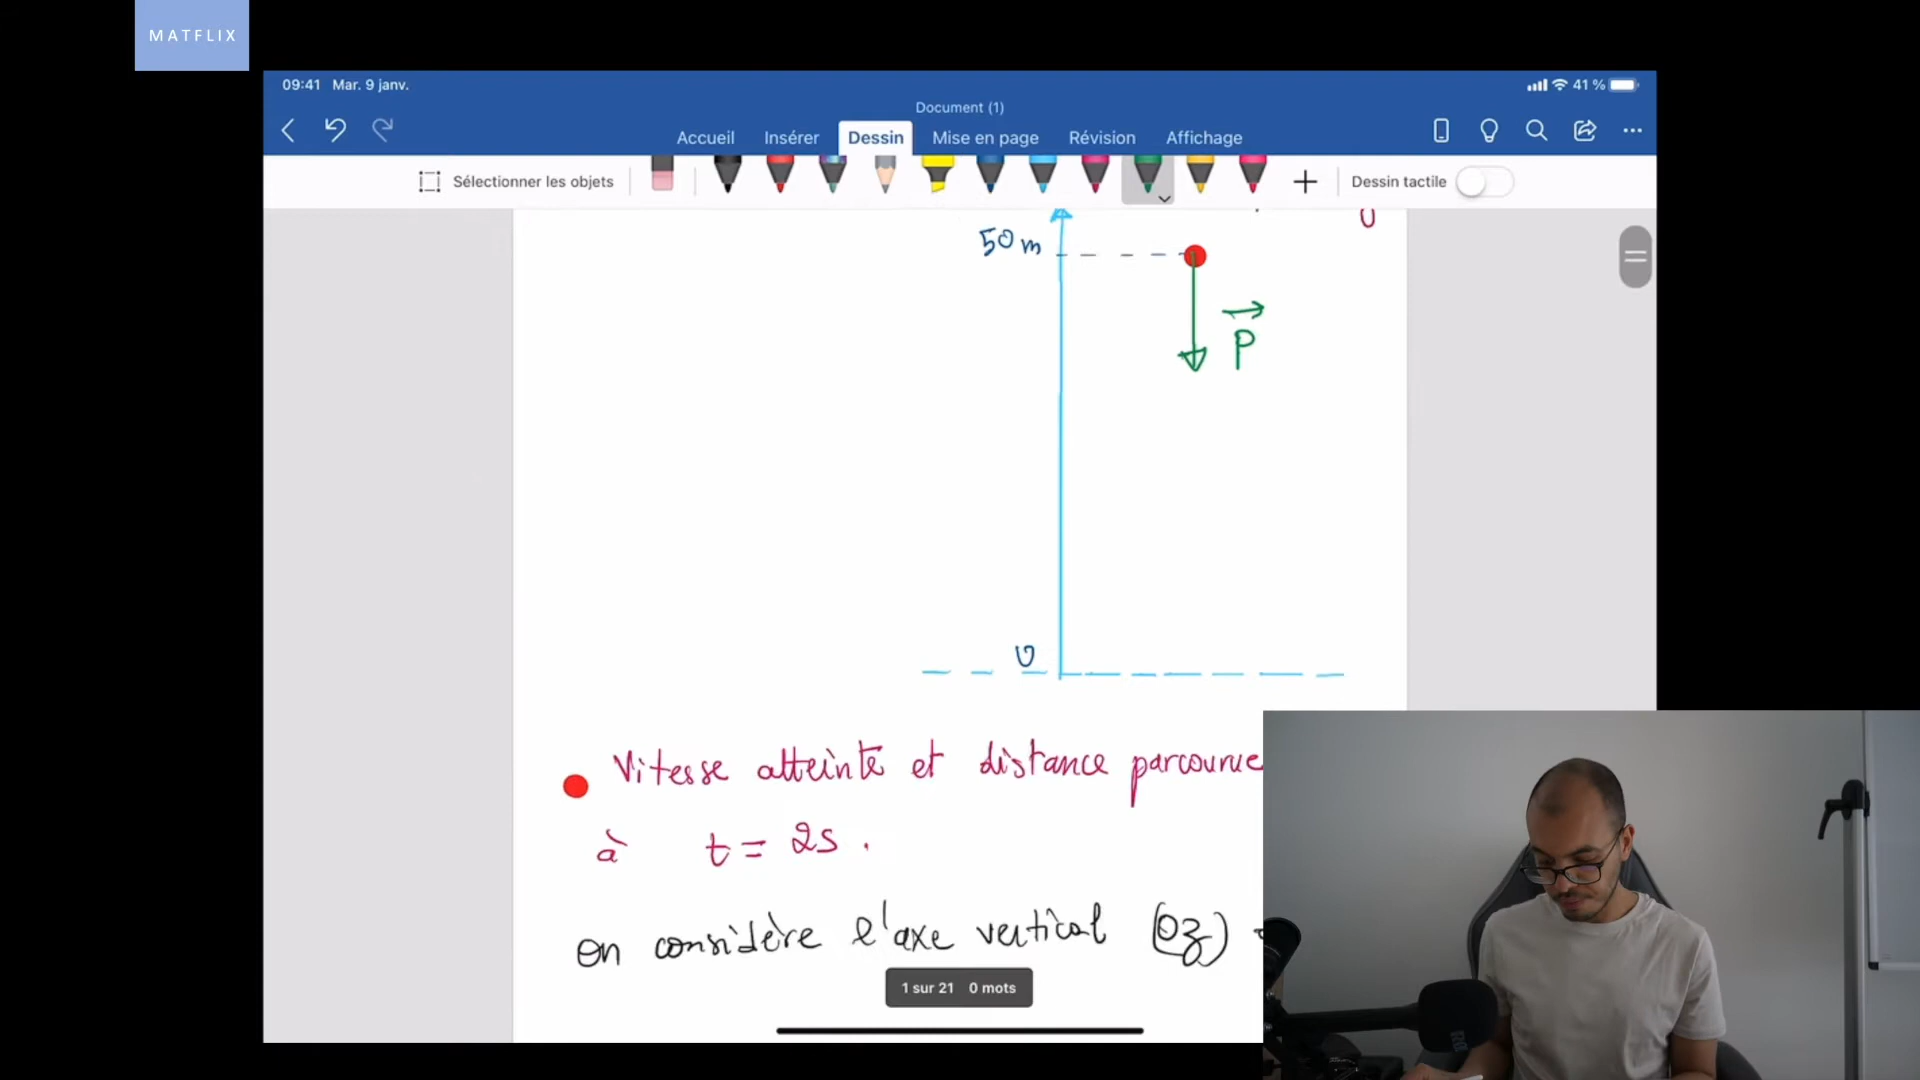 MATFLIX
09:41 Mar. 9 janv.
41 %
Document (1)
Accueil Insérer Dessin Mise en page Révision Affichage
Sélectionner les objets
Dessin tactile
50 m
P
0
Vitesse atteinte et distance parcourue
à t = 2s.
on considère l'axe vertical (Oz)
1 sur 21 0 mots